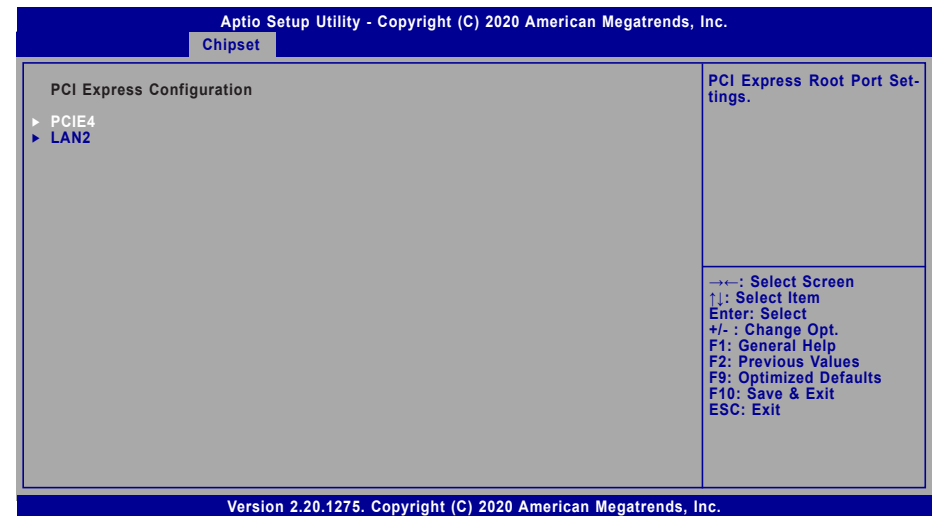 Aptio Setup Utility - Copyright (C) 2020 American Megatrends, Inc.
Chipset
PCI Express Configuration
► PCIE4
► LAN2
PCI Express Root Port Set-
tings.
→←: Select Screen
↑↓: Select Item
Enter: Select
+/- : Change Opt.
F1: General Help
F2: Previous Values
F9: Optimized Defaults
F10: Save & Exit
ESC: Exit
Version 2.20.1275. Copyright (C) 2020 American Megatrends, Inc.